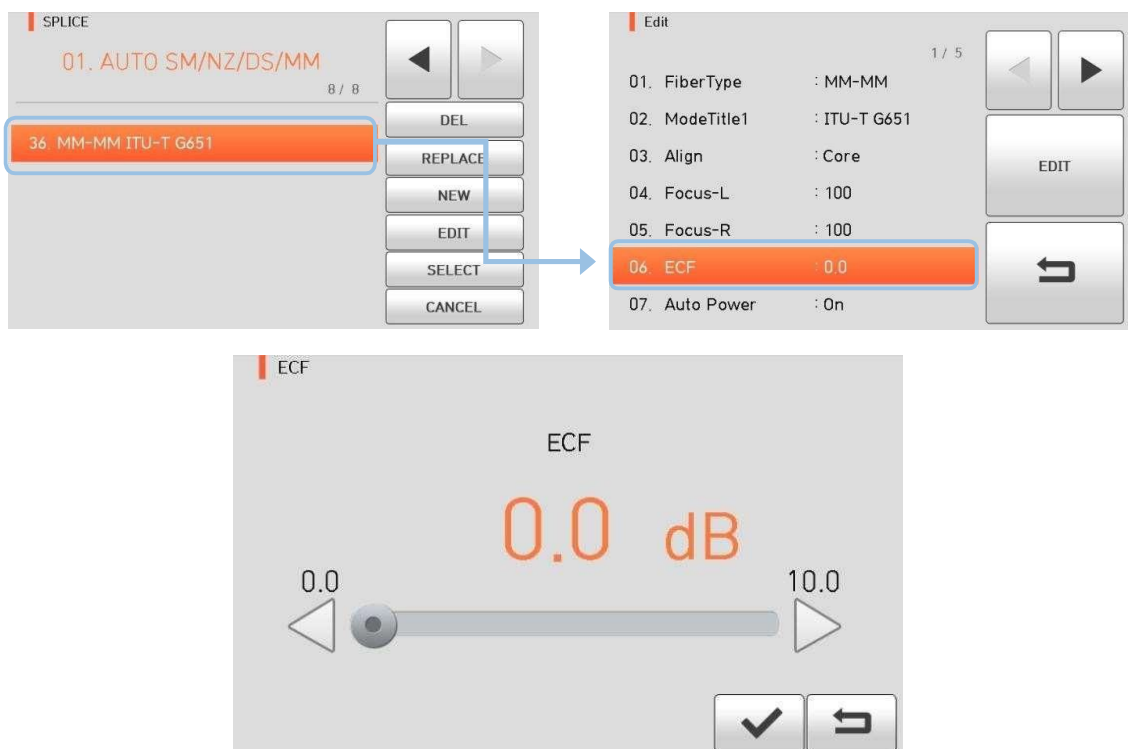 SPLICE
01. AUTO SM/NZ/DS/MM
8 / 8
36. MM-MM ITU-T G651
DEL
REPLACE
NEW
EDIT
SELECT
CANCEL
Edit
1 / 5
01. FiberType : MM-MM
02. ModeTitle1 : ITU-T G651
03. Align : Core
04. Focus-L : 100
05. Focus-R : 100
06. ECF : 0.0
07. Auto Power : On
EDIT
ECF
ECF
0.0 dB
0.0 10.0